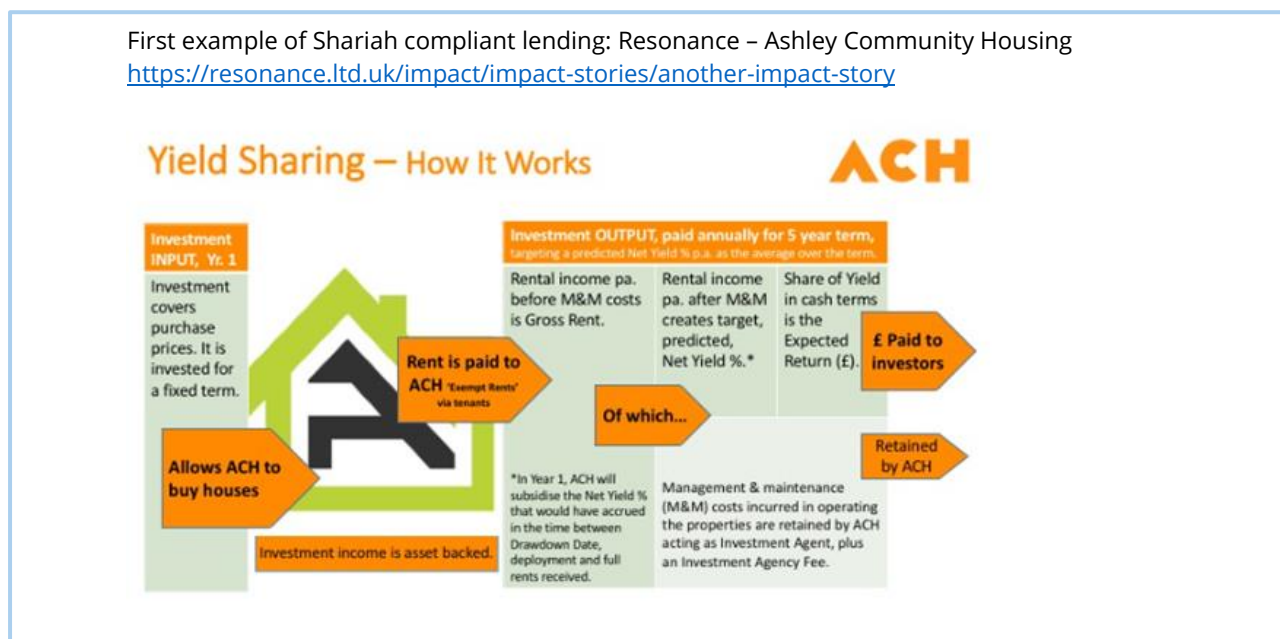 First example of Shariah compliant lending: Resonance – Ashley Community Housing
https://resonance.ltd.uk/impact/impact-stories/another-impact-story
Yield Sharing – How It Works
ACH
Investment
INPUT, Yr. 1
Investment
covers
purchase
prices. It is
invested for
a fixed term.
Allows ACH to
buy houses
Investment income is asset backed.
Rent is paid to
ACH 'Exempt Rents'
via tenants
Investment OUTPUT, paid annually for 5 year term,
targeting a predicted Net Yield % p.a. as the average over the term.
Rental income pa.
before M&M costs
is Gross Rent.
*In Year 1, ACH will
subsidise the Net Yield %
that would have accrued
in the time between
Drawdown Date,
deployment and full
rents received.
Of which...
Rental income
pa. after M&M
creates target,
predicted,
Net Yield %.*
Share of Yield
in cash terms
is the
Expected
Return (£).
£ Paid to
investors
Management & maintenance
(M&M) costs incurred in operating
the properties are retained by ACH
acting as Investment Agent, plus
an Investment Agency Fee.
Retained
by ACH